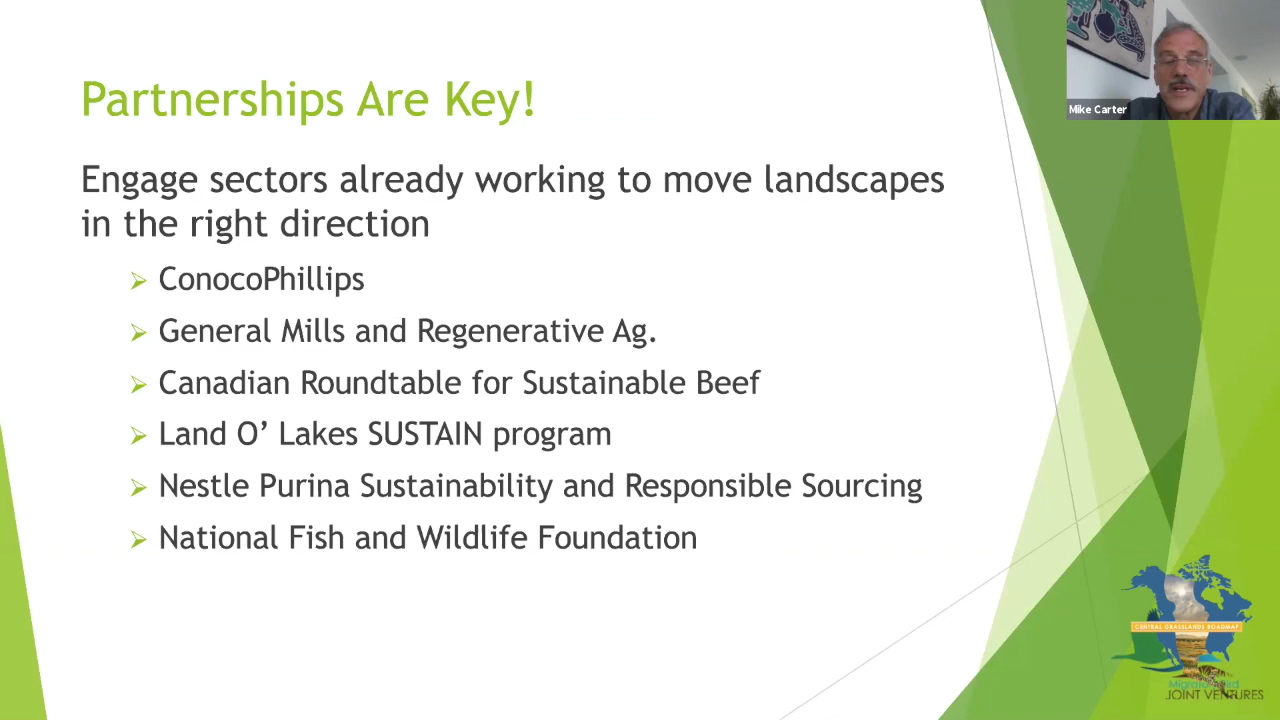 Partnerships Are Key!
Mike Carter
Engage sectors already working to move landscapes
in the right direction
ConocoPhillips
General Mills and Regenerative Ag.
Canadian Roundtable for Sustainable Beef
Land O’ Lakes SUSTAIN program
Nestle Purina Sustainability and Responsible Sourcing
National Fish and Wildlife Foundation
CENTRAL GRASSLANDS ROADMAP
Migratory Bird
JOINT VENTURES